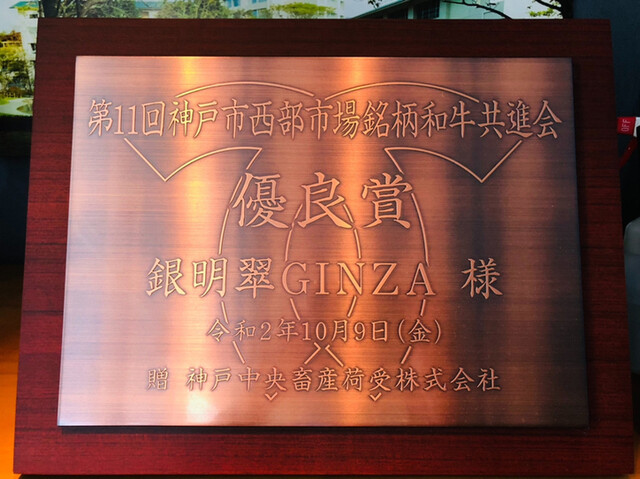 第11回神戸市西部市場銘柄和牛共進会
優良賞
銀明翠GINZA 様
令和2年10月9日(金)
贈 神戸中央畜産荷受株式会社